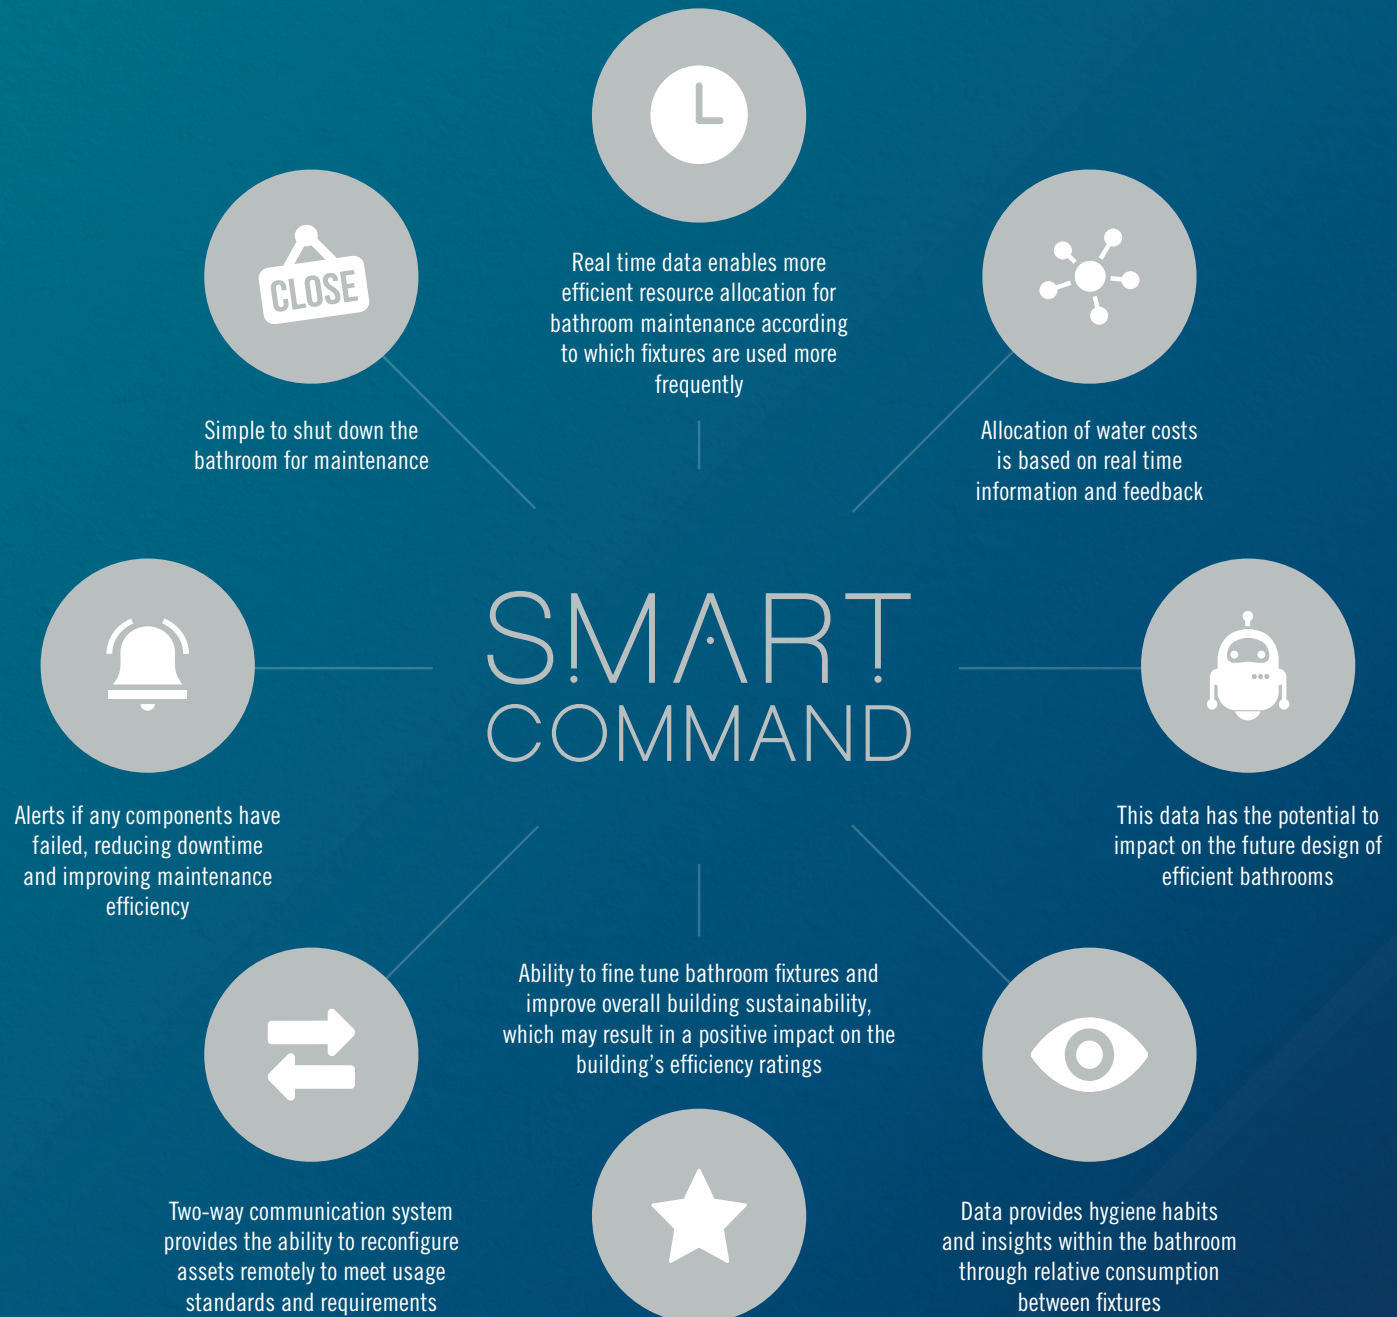 Real time data enables more
efficient resource allocation for
bathroom maintenance according
to which fixtures are used more
frequently
CLOSE
Simple to shut down the
bathroom for maintenance
Allocation of water costs
is based on real time
information and feedback
SMART
COMMAND
Alerts if any components have
failed, reducing downtime
and improving maintenance
efficiency
This data has the potential to
impact on the future design of
efficient bathrooms
Ability to fine tune bathroom fixtures and
improve overall building sustainability,
which may result in a positive impact on the
building’s efficiency ratings
Two-way communication system
provides the ability to reconfigure
assets remotely to meet usage
standards and requirements
Data provides hygiene habits
and insights within the bathroom
through relative consumption
between fixtures